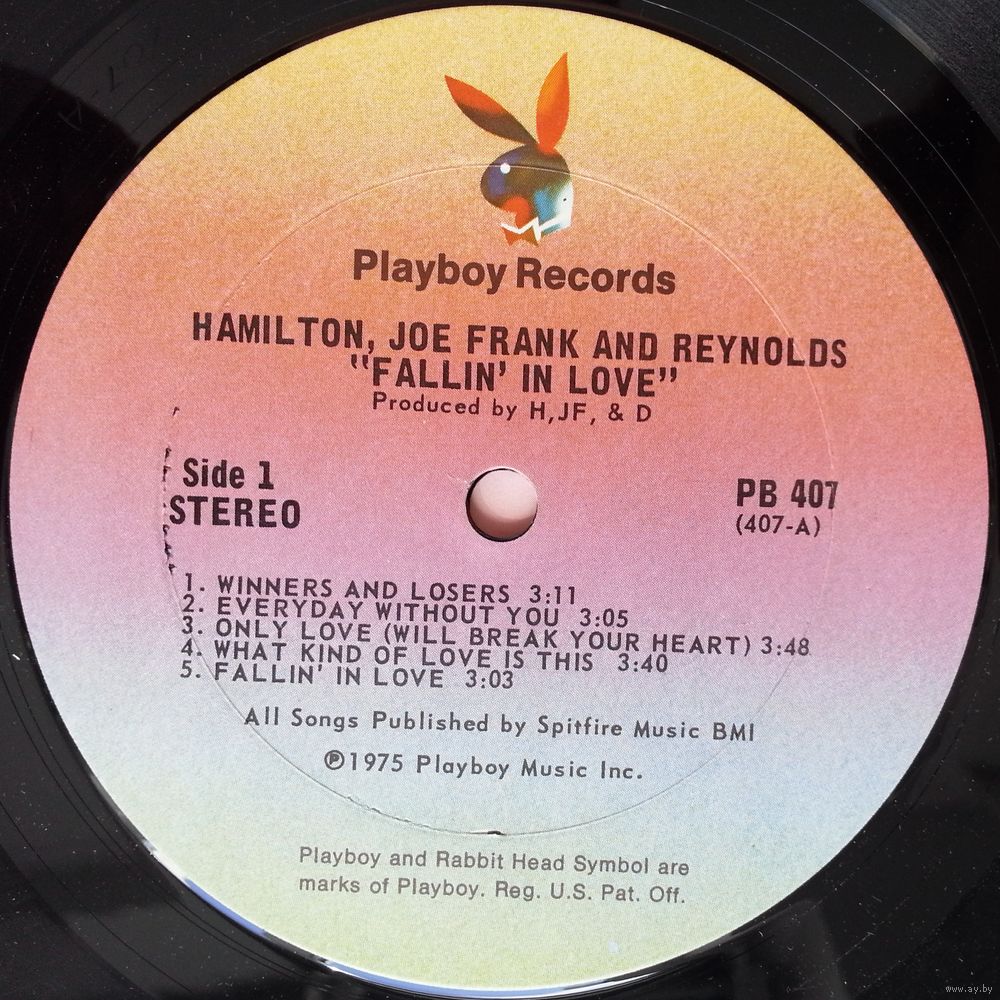 Playboy Records
HAMILTON, JOE FRANK AND REYNOLDS
"FALLIN' IN LOVE"
Produced by H,JF, & D
Side 1
STEREO
PB 407
(407-A)
1. WINNERS AND LOSERS 3:11
2. EVERYDAY WITHOUT YOU 3:05
3. ONLY LOVE (WILL BREAK YOUR HEART) 3:48
4. WHAT KIND OF LOVE IS THIS 3:40
5. FALLIN' IN LOVE 3:03
All Songs Published by Spitfire Music BMI
℗1975 Playboy Music Inc.
Playboy and Rabbit Head Symbol are
marks of Playboy. Reg. U.S. Pat. Off.
www.ay.by